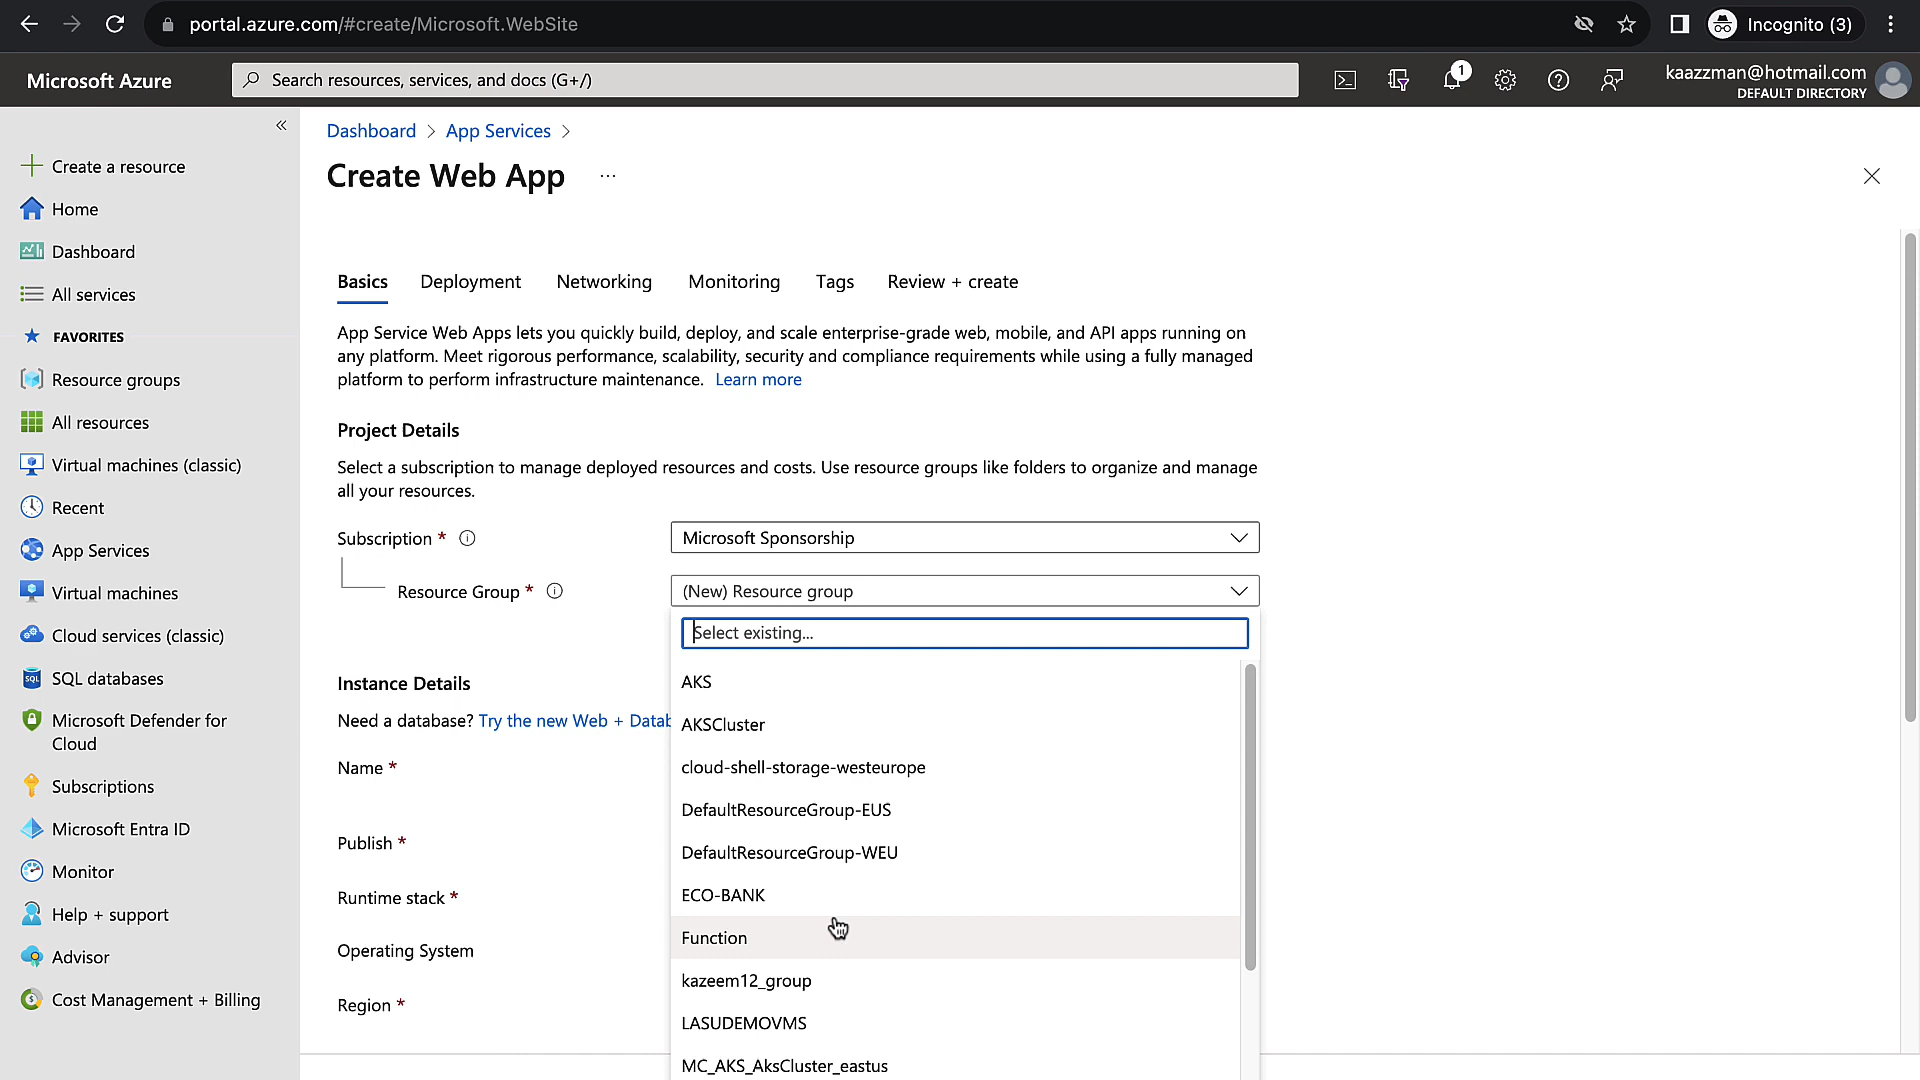 portal.azure.com/#create/Microsoft.WebSite
Incognito (3)
Microsoft Azure
Search resources, services, and docs (G+/)
1
kaazzman@hotmail.com
DEFAULT DIRECTORY
Create a resource
Home
Dashboard
All services
FAVORITES
Resource groups
All resources
Virtual machines (classic)
Recent
App Services
Virtual machines
Cloud services (classic)
SQL
SQL databases
Microsoft Defender for
Cloud
Subscriptions
Microsoft Entra ID
Monitor
Help + support
Advisor
Cost Management + Billing
Dashboard > App Services >
Create Web App ...
Basics
Deployment
Networking
Monitoring
Tags
Review + create
App Service Web Apps lets you quickly build, deploy, and scale enterprise-grade web, mobile, and API apps running on
any platform. Meet rigorous performance, scalability, security and compliance requirements while using a fully managed
platform to perform infrastructure maintenance. Learn more
Project Details
Select a subscription to manage deployed resources and costs. Use resource groups like folders to organize and manage
all your resources.
Subscription *
Microsoft Sponsorship
Resource Group *
(New) Resource group
Select existing...
AKS
AKSCluster
cloud-shell-storage-westeurope
DefaultResourceGroup-EUS
DefaultResourceGroup-WEU
ECO-BANK
Function
kazeem12_group
LASUDEMOVMS
MC_AKS_AksCluster_eastus
Instance Details
Need a database? Try the new Web + Datab
Name *
Publish *
Runtime stack *
Operating System
Region *